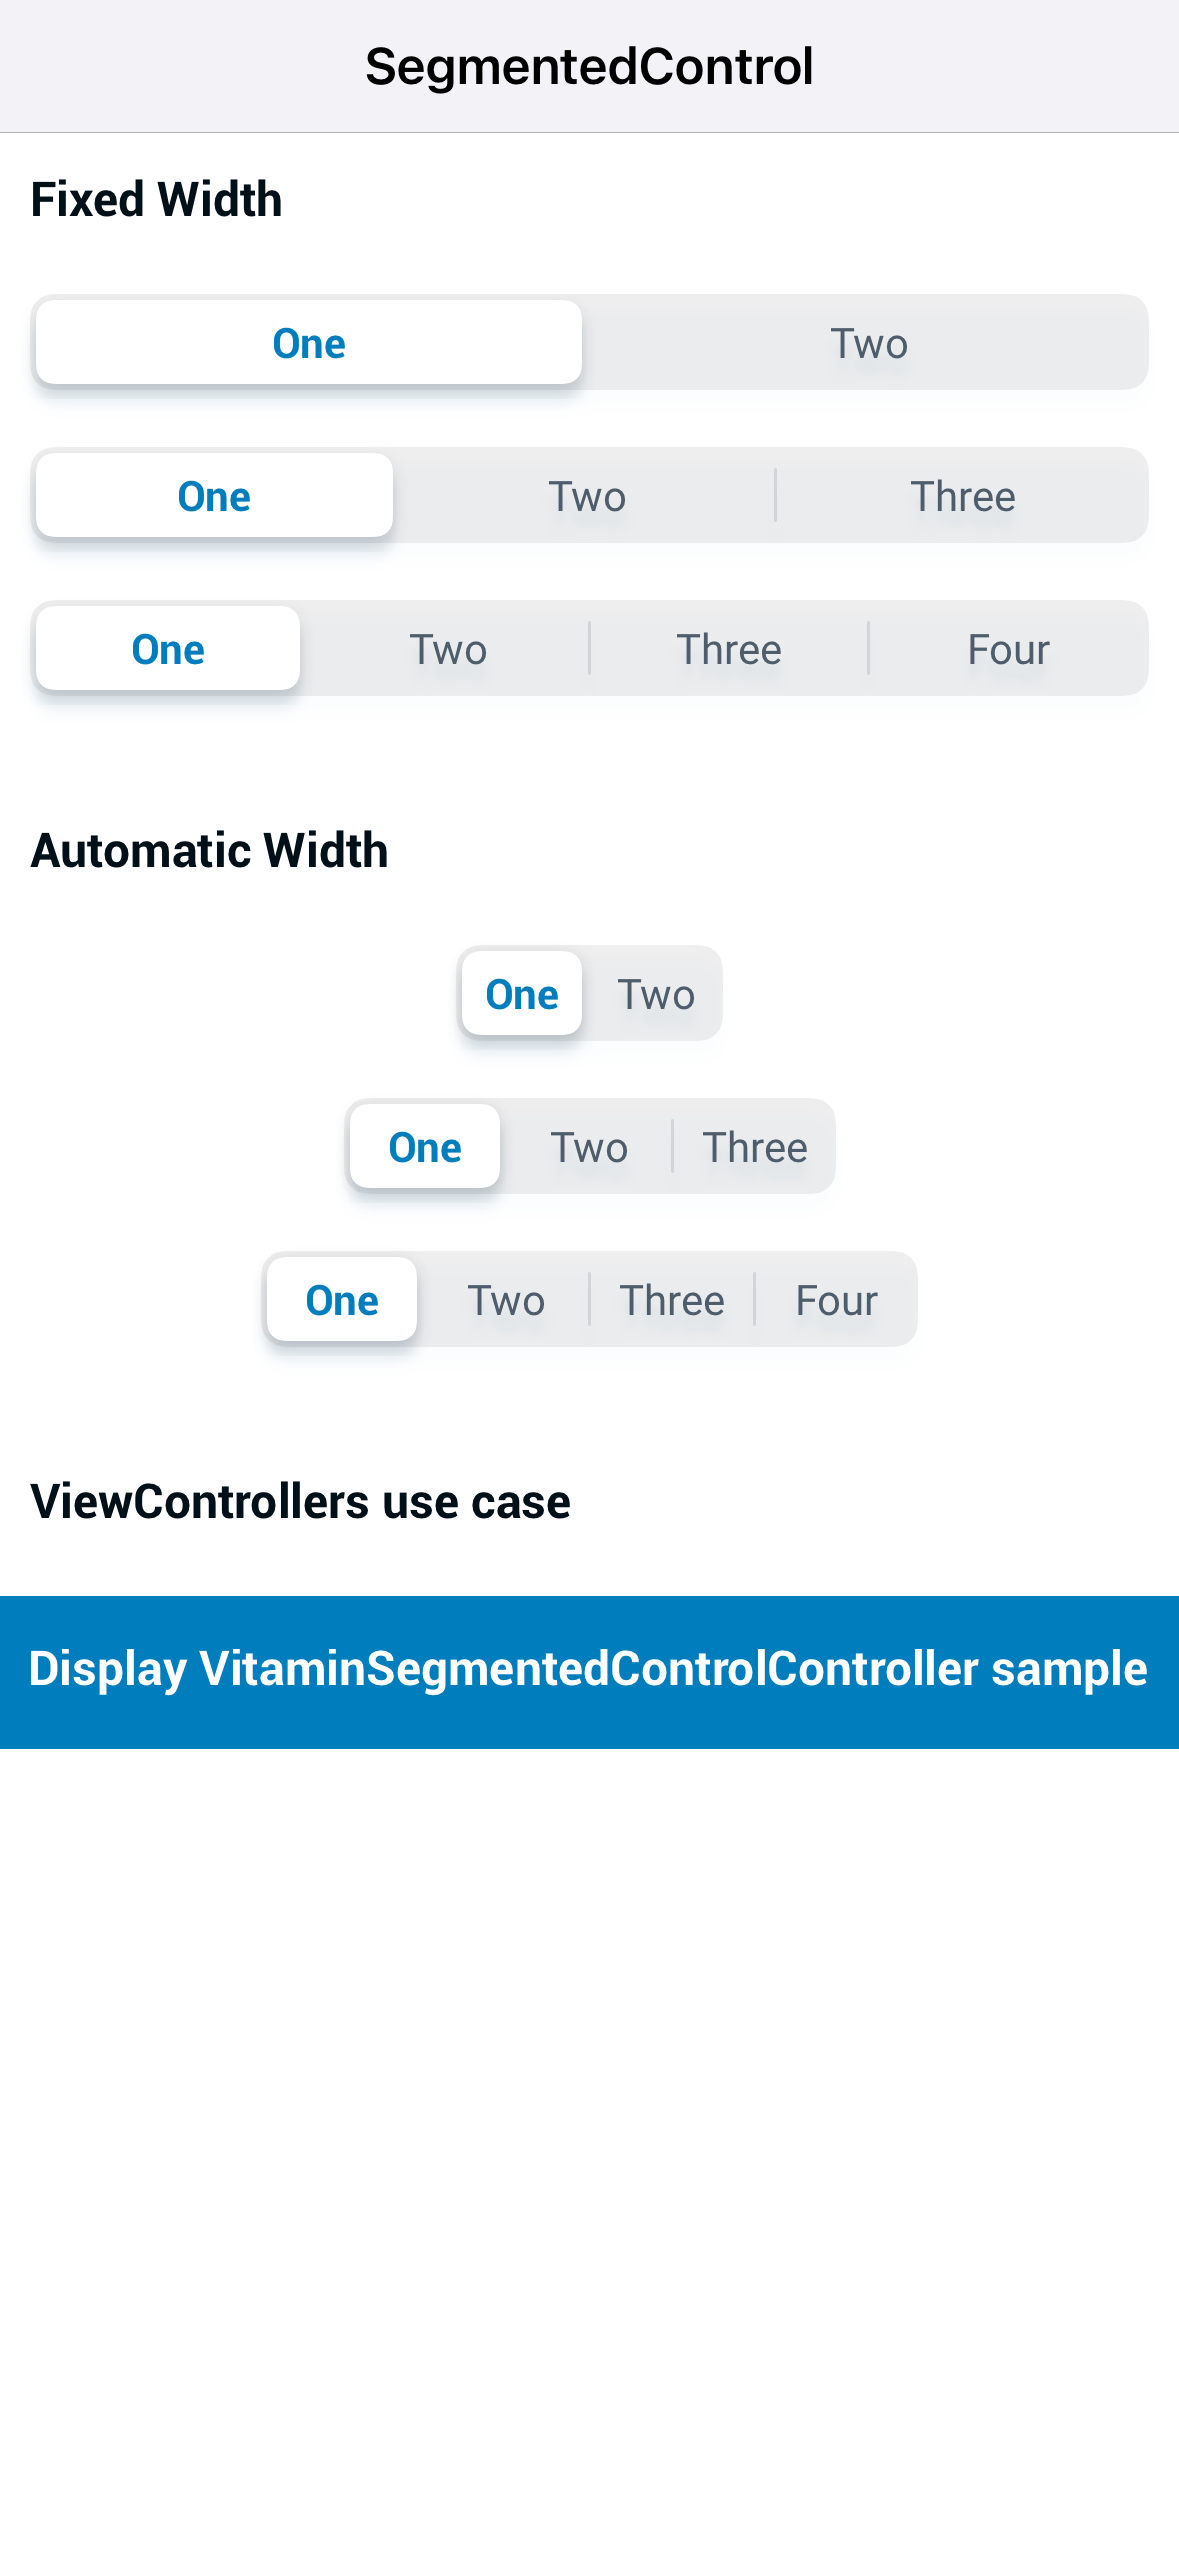 SegmentedControl
Fixed Width
One Two
One Two Three
One Two Three Four
Automatic Width
One Two
One Two Three
One Two Three Four
ViewControllers use case
Display VitaminSegmentedControlController sample